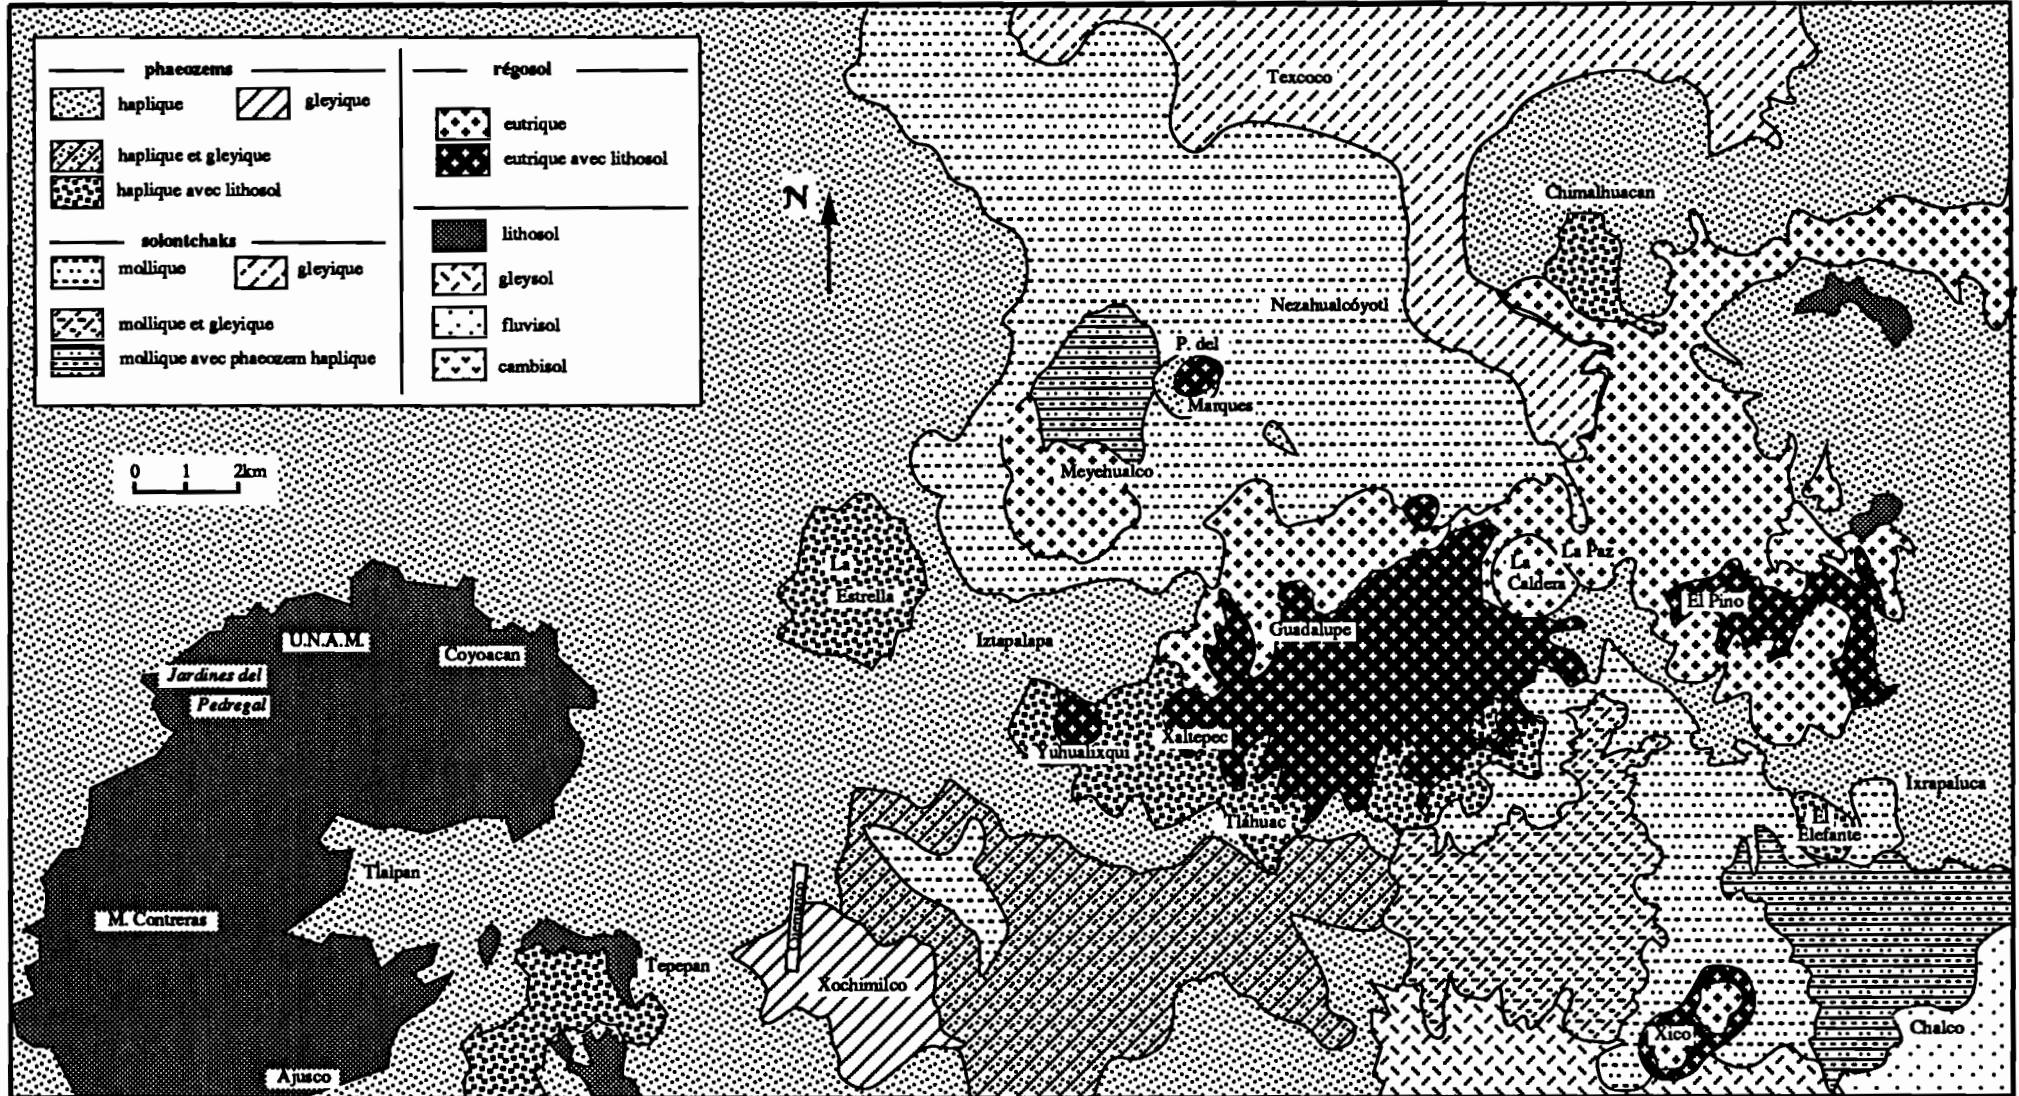 phaeozems
haplique
gleyique
haplique et gleyique
haplique avec lithosol
solontchaks
mollique
gleyique
mollique et gleyique
mollique avec phaeozem haplique
régosol
eutrique
eutrique avec lithosol
lithosol
gleysol
fluvisol
cambisol
N
0 1 2km
Texcoco
Chimalhuacan
Nezahualcóyotl
P. del
Marques
Meyehualco
La
Estrella
La Paz
La
Caldera
El Pino
Guadalupe
Iztapalapa
U.N.A.M.
Coyoacan
Jardines del
Pedregal
Xaltepec
Yuhualixqui
Tláhuac
Ixrapaluca
El
Elefante
Tlalpan
M. Contreras
Cuemanco
Tepepan
Xochimilco
Xico
Chalco
Ajusco